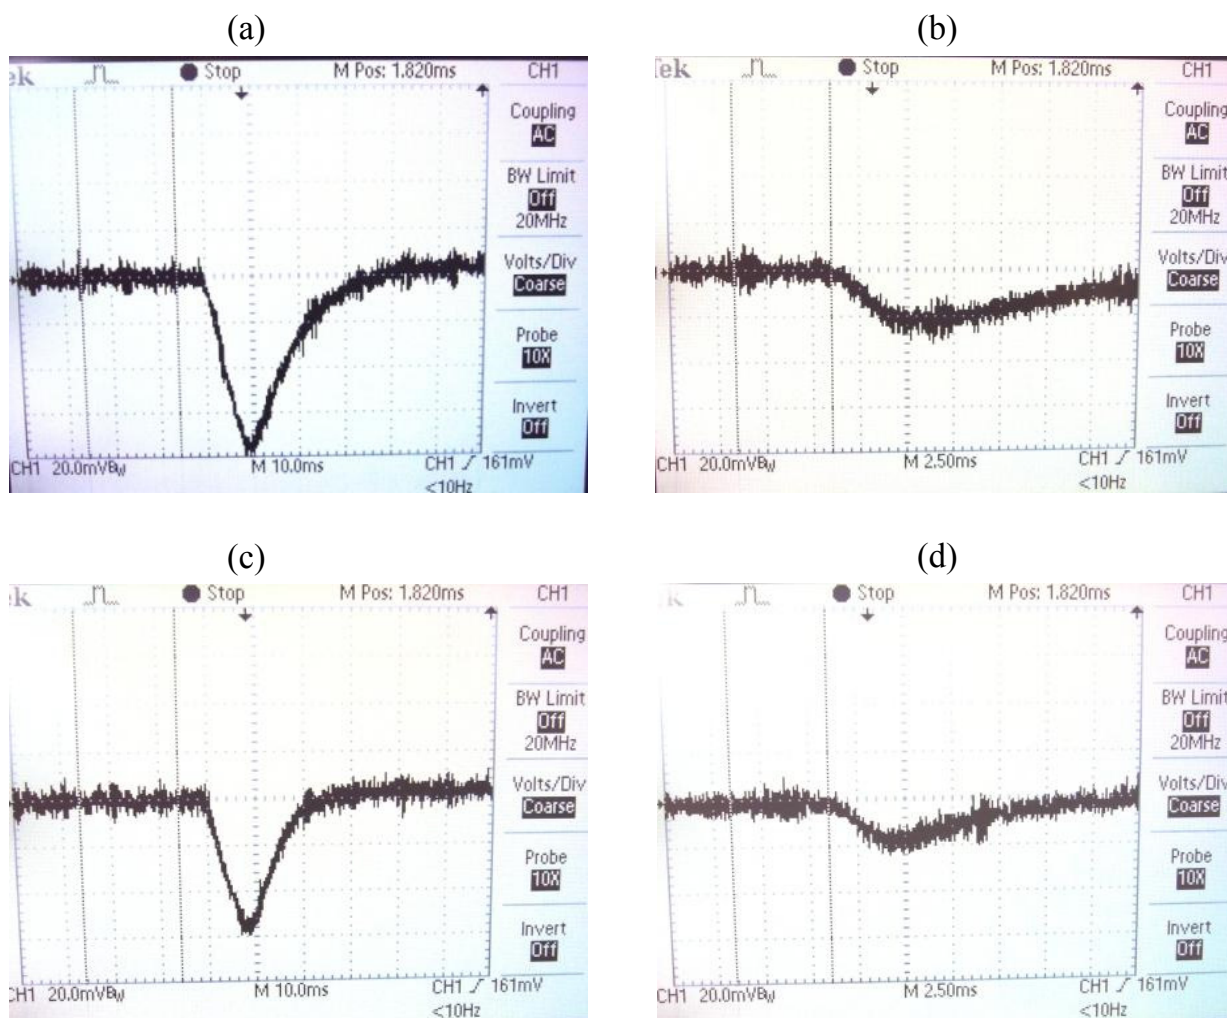 (a)
ek Stop M Pos: 1.820ms CH1
Coupling
AC
BW Limit
Off
20MHz
Volts/Div
Coarse
Probe
10X
Invert
Off
CH1 20.0mVBW M 10.0ms CH1 161mV
<10Hz
(b)
Tek Stop M Pos: 1.820ms CH1
Coupling
AC
BW Limit
Off
20MHz
Volts/Div
Coarse
Probe
10X
Invert
Off
CH1 20.0mVBW M 2.50ms CH1 161mV
<10Hz
(c)
k Stop M Pos: 1.820ms CH1
Coupling
AC
BW Limit
Off
20MHz
Volts/Div
Coarse
Probe
10X
Invert
Off
CH1 20.0mVBW M 10.0ms CH1 161mV
<10Hz
(d)
k Stop M Pos: 1.820ms CH1
Coupling
AC
BW Limit
Off
20MHz
Volts/Div
Coarse
Probe
10X
Invert
Off
CH1 20.0mVBW M 2.50ms CH1 161mV
<10Hz